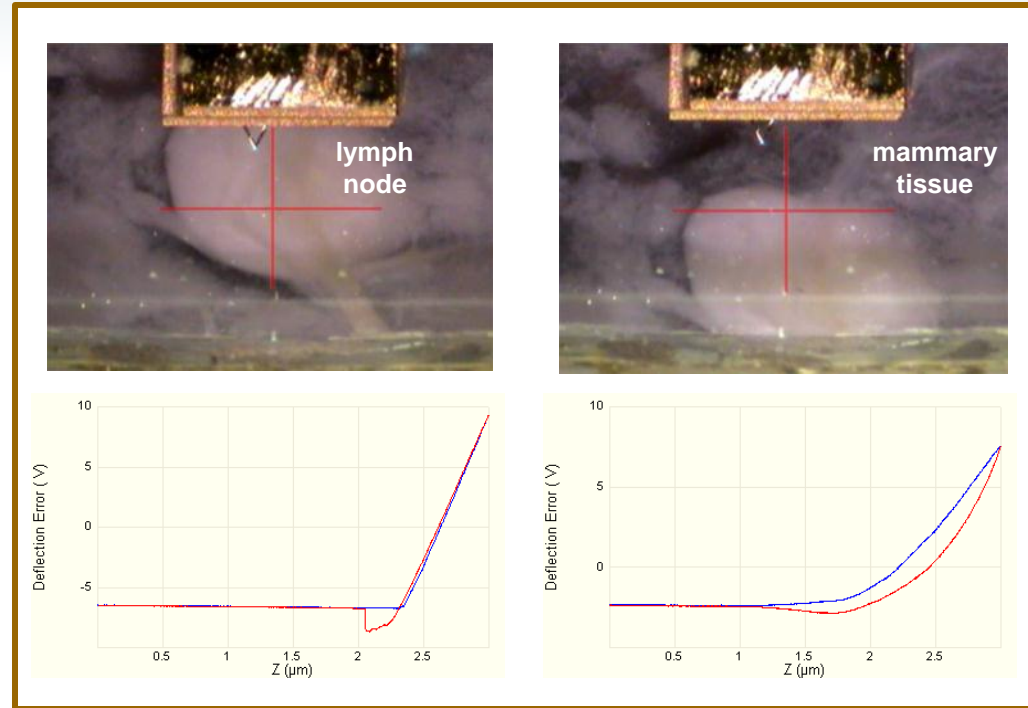 lymph
node
mammary
tissue
10
5
0
-5
Deflection Error ( V)
0.5 1 1.5 2 2.5
Z (µm)
10
5
0
Deflection Error ( V)
0.5 1 1.5 2 2.5
Z (µm)